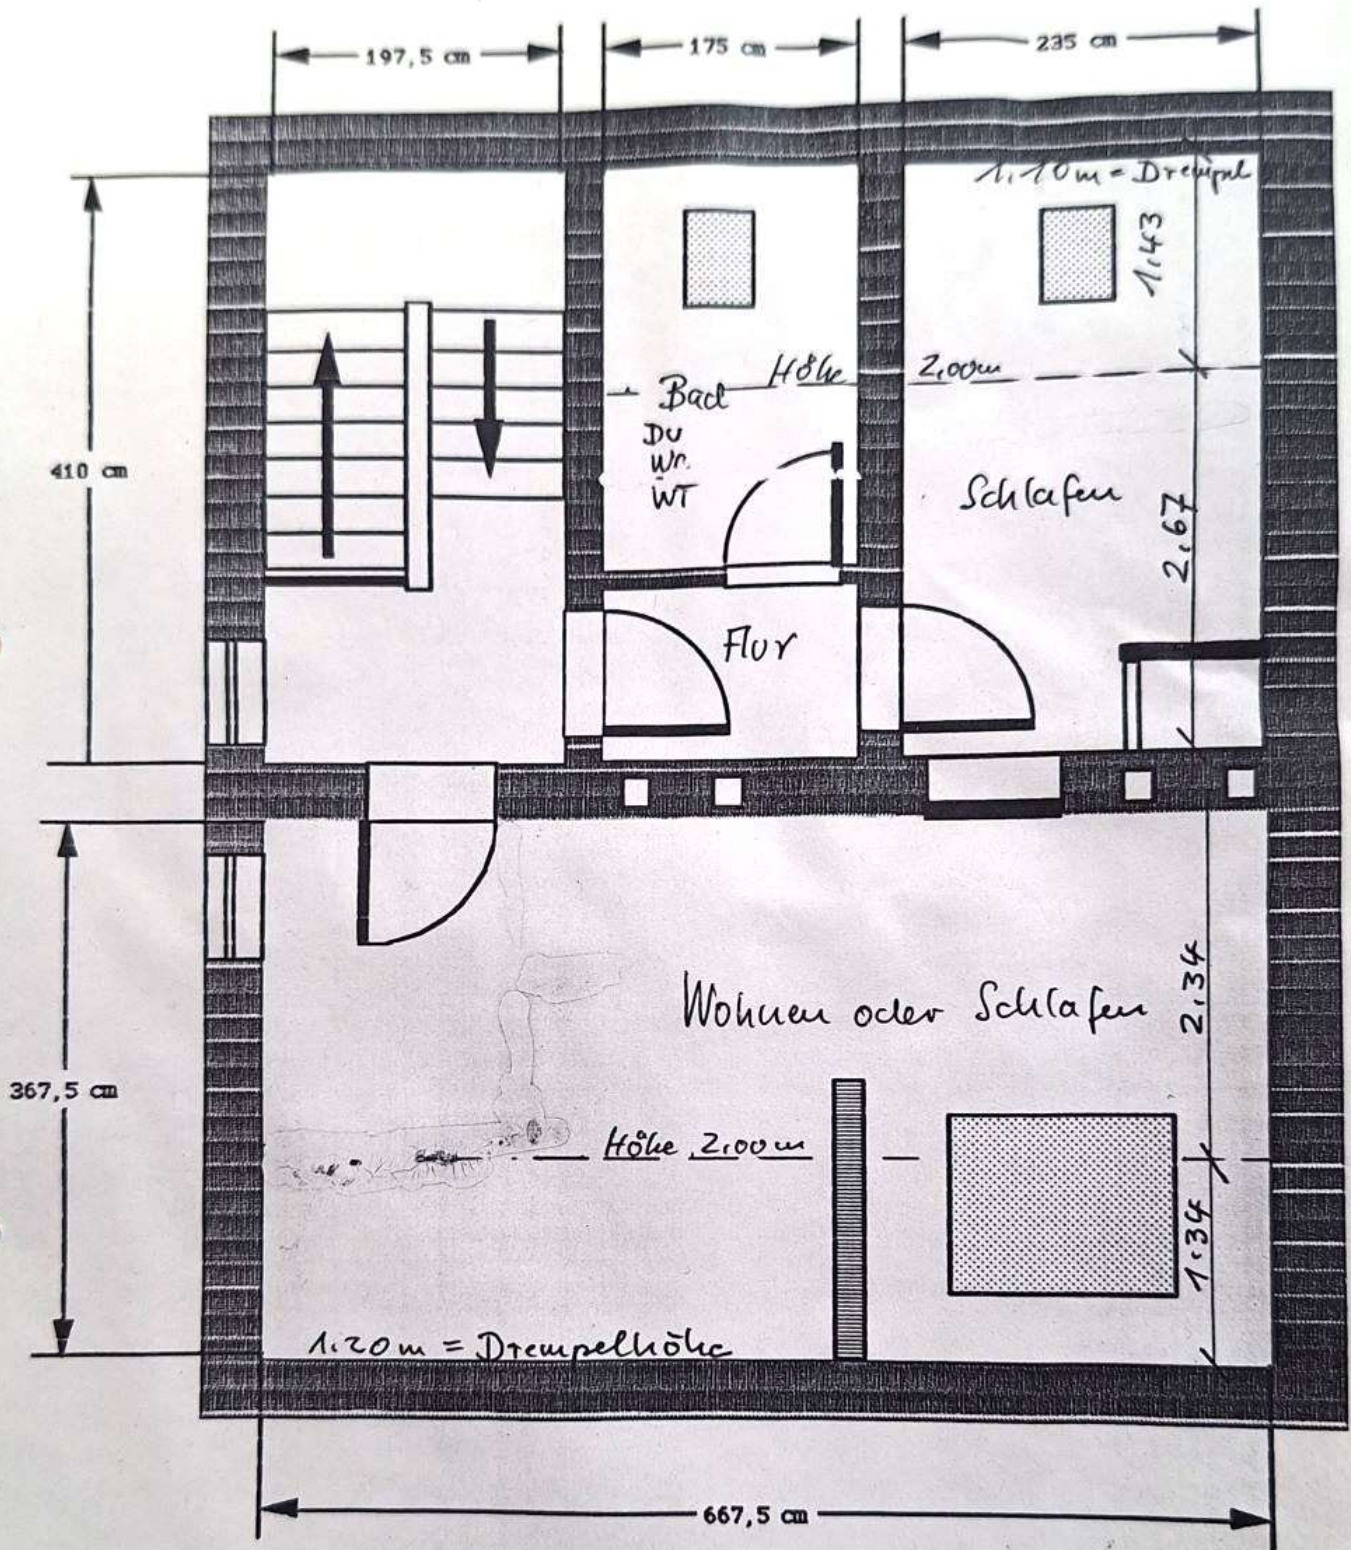 197,5 cm
175 cm
235 cm
1.10m = Drempel
1.43
Höhe 2.00m
Bad
DU
WT
410 cm
Schlafen
2.67
Flur
2.34
Wohnen oder Schlafen
367,5 cm
Höhe 2.00m
1.34
1.20m = Drempelhöhe
667,5 cm